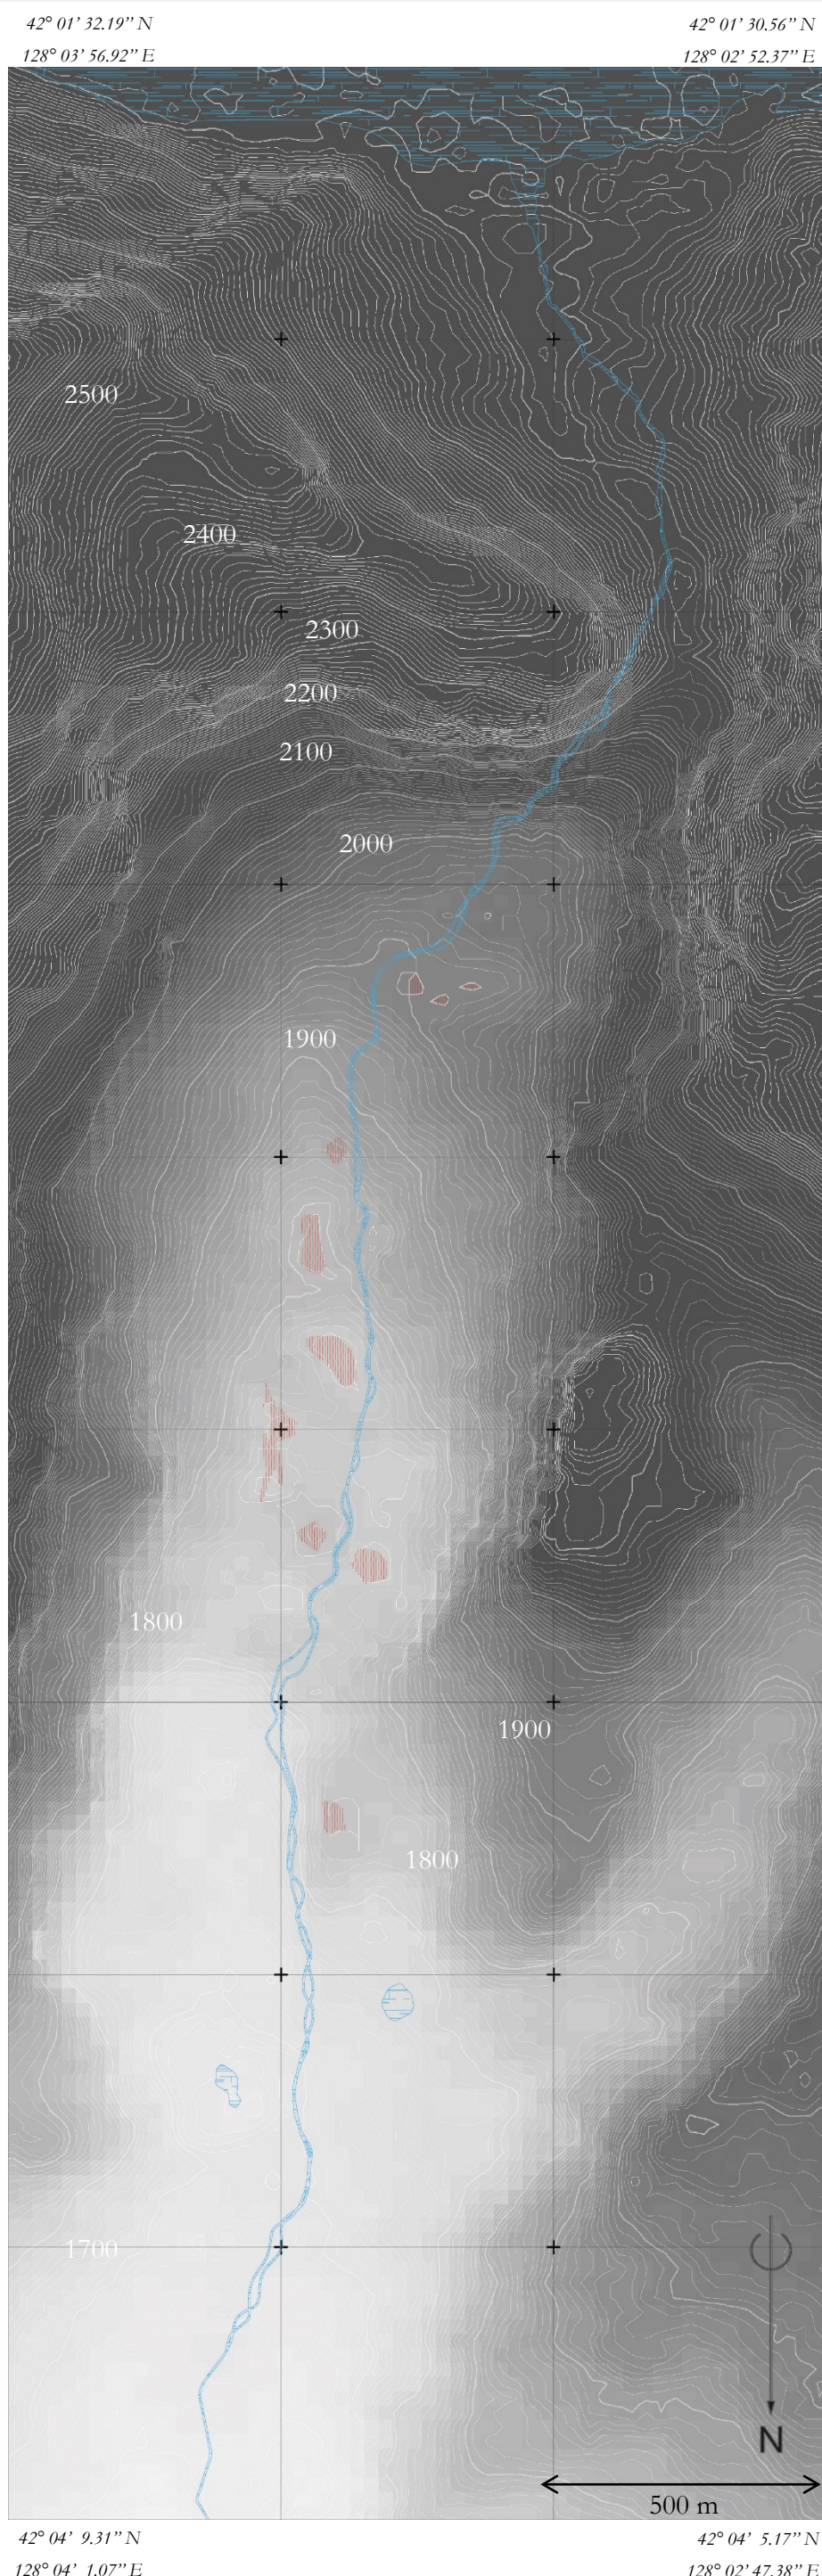 42° 01’ 32.19” N
42° 01’ 30.56” N
128° 03’ 56.92” E
128° 02’ 52.37” E
2500
2400
2300
2200
2100
2000
1900
1800
1900
1800
1700
N
500 m
42° 04’ 9.31” N
42° 04’ 5.17” N
128° 04’ 1.07” E
128° 02’ 47.38” E